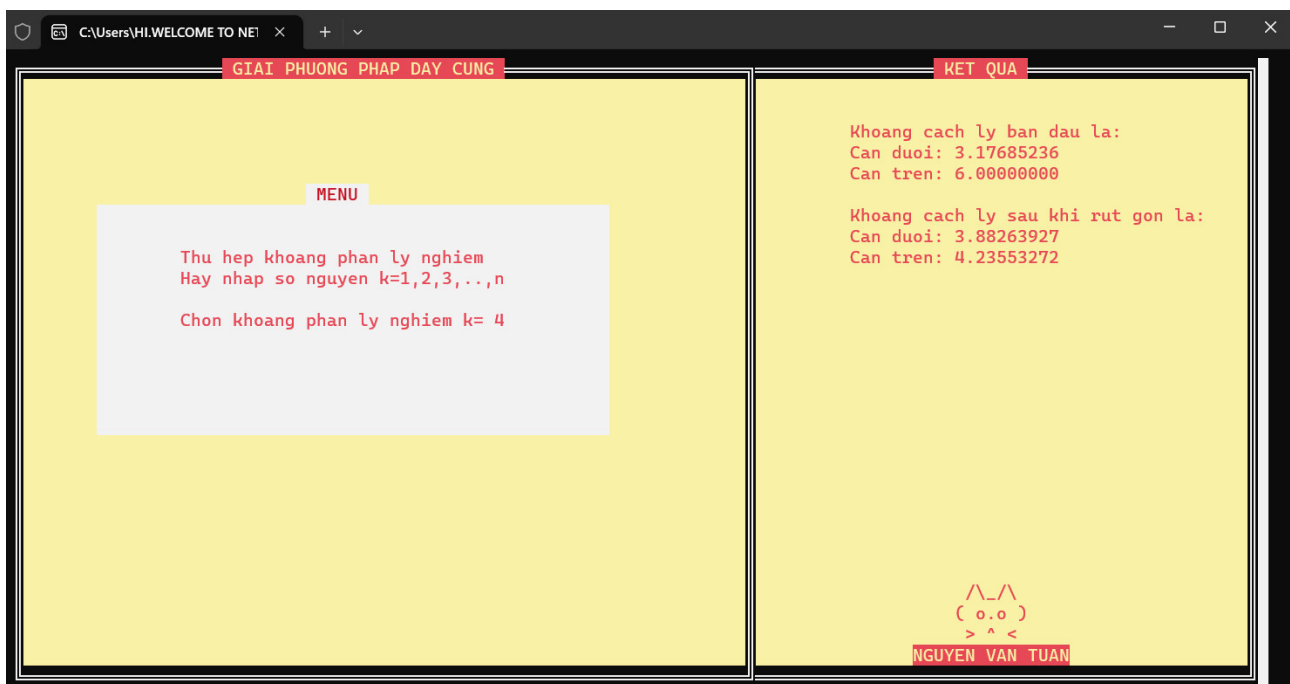 C:\Users\HI.WELCOME TO NET
GIAI PHUONG PHAP DAY CUNG
MENU
Thu hep khoang phan ly nghiem
Hay nhap so nguyen k=1,2,3,..,n
Chon khoang phan ly nghiem k= 4
KET QUA
Khoang cach ly ban dau la:
Can duoi: 3.17685236
Can tren: 6.00000000
Khoang cach ly sau khi rut gon la:
Can duoi: 3.88263927
Can tren: 4.23553272
/\_/\
( o.o )
> ^ <
NGUYEN VAN TUAN